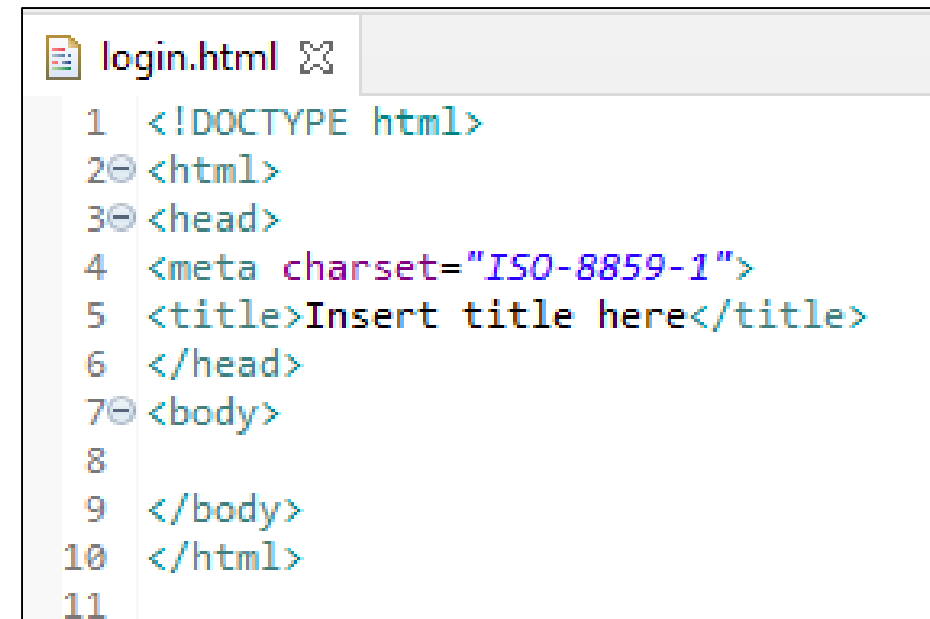 login.html
1 <!DOCTYPE html>
2 <html>
3 <head>
4 <meta charset="ISO-8859-1">
5 <title>Insert title here</title>
6 </head>
7 <body>
8
9 </body>
10 </html>
11